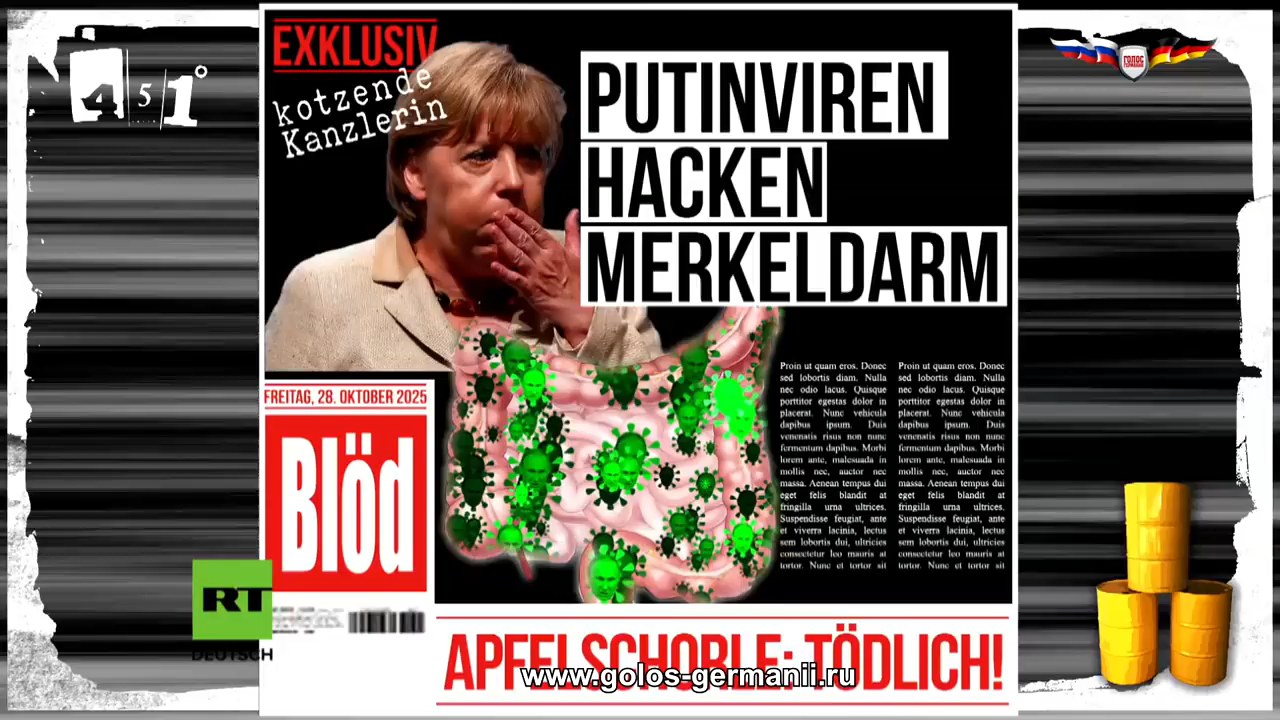 451°
EXKLUSIV
kotzende
Kanzlerin
PUTINVIREN
HACKEN
MERKELDARM
ГОЛОС
ГЕРМАНИИ
FREITAG, 28. OKTOBER 2025
Blöd
Proin ut quam eros. Donec
sed lobortis diam. Nulla
nec odio lacus. Quisque
porttitor egestas dolor in
placerat. Nunc vehicula
dapibus ipsum. Duis
venenatis risus non nunc
fermentum dapibus. Morbi
lorem ante, malesuada in
mollis nec, auctor nec
massa. Aenean tempus dui
eget felis blandit at
fringilla urna ultrices.
Suspendisse feugiat, ante
et viverra lacinia, lectus
sem lobortis dui, ultricies
consectetur leo mauris at
tortor. Nunc et tortor sit
Proin ut quam eros. Donec
sed lobortis diam. Nulla
nec odio lacus. Quisque
porttitor egestas dolor in
placerat. Nunc vehicula
dapibus ipsum. Duis
venenatis risus non nunc
fermentum dapibus. Morbi
lorem ante, malesuada in
mollis nec, auctor nec
massa. Aenean tempus dui
eget felis blandit at
fringilla urna ultrices.
Suspendisse feugiat, ante
et viverra lacinia, lectus
sem lobortis dui, ultricies
consectetur leo mauris at
tortor. Nunc et tortor sit
RT
DEUTSCH
APFELSCHORLE: TÖDLICH!
www.golos-germanii.ru